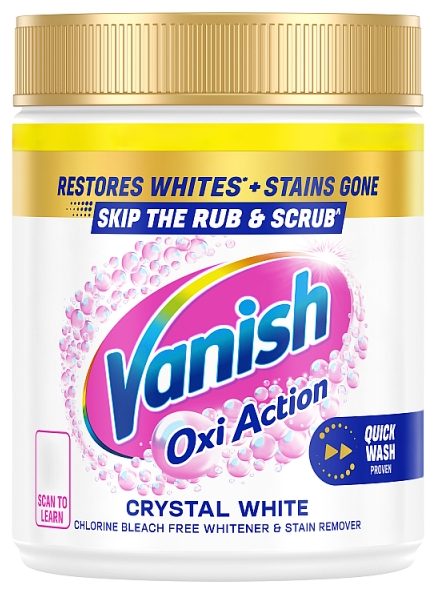 RESTORES WHITES* + STAINS GONE
SKIP THE RUB & SCRUB^
Vanish
Oxi Action
QUICK
WASH
PROVEN
SCAN TO
LEARN
CRYSTAL WHITE
CHLORINE BLEACH FREE WHITENER & STAIN REMOVER